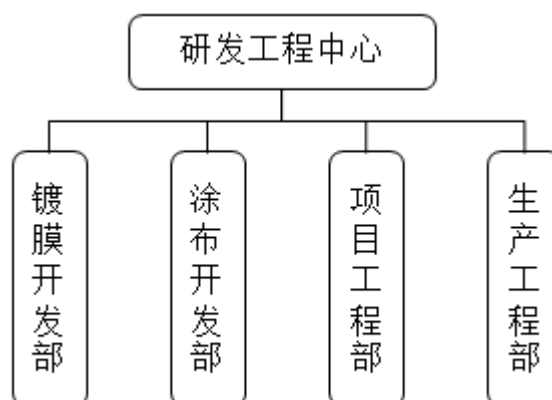 研发工程中心
镀膜开发部
涂布开发部
项目工程部
生产工程部